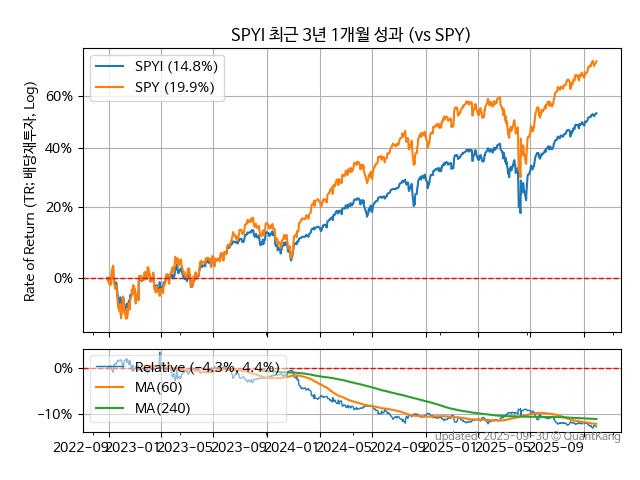 SPYI 최근 3년 1개월 성과 (vs SPY)
SPYI (14.8%)
SPY (19.9%)
Rate of Return (TR: 배당재투자, Log)
60%
40%
20%
0%
Relative (−4.3%, 4.4%)
MA(60)
MA(240)
0%
−10%
updated: 2025-09-30 © QuantKang
2022-09 2023-01 2023-05 2023-09 2024-01 2024-05 2024-09 2025-01 2025-05 2025-09